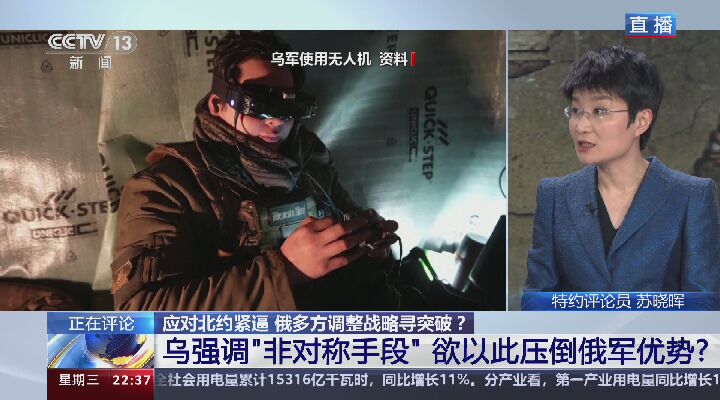 CCTV 13
新闻
UNICLIC
乌军使用无人机 资料
直播
QUICK·STEP
QUICK·STEP
UNICLIC
特约评论员 苏晓晖
正在评论
应对北约紧逼 俄多方调整战略寻突破？
乌强调"非对称手段" 欲以此压倒俄军优势?
星期三 22:37
全社会用电量累计15316亿千瓦时，同比增长11%。分产业看，第一产业用电量同比增长1